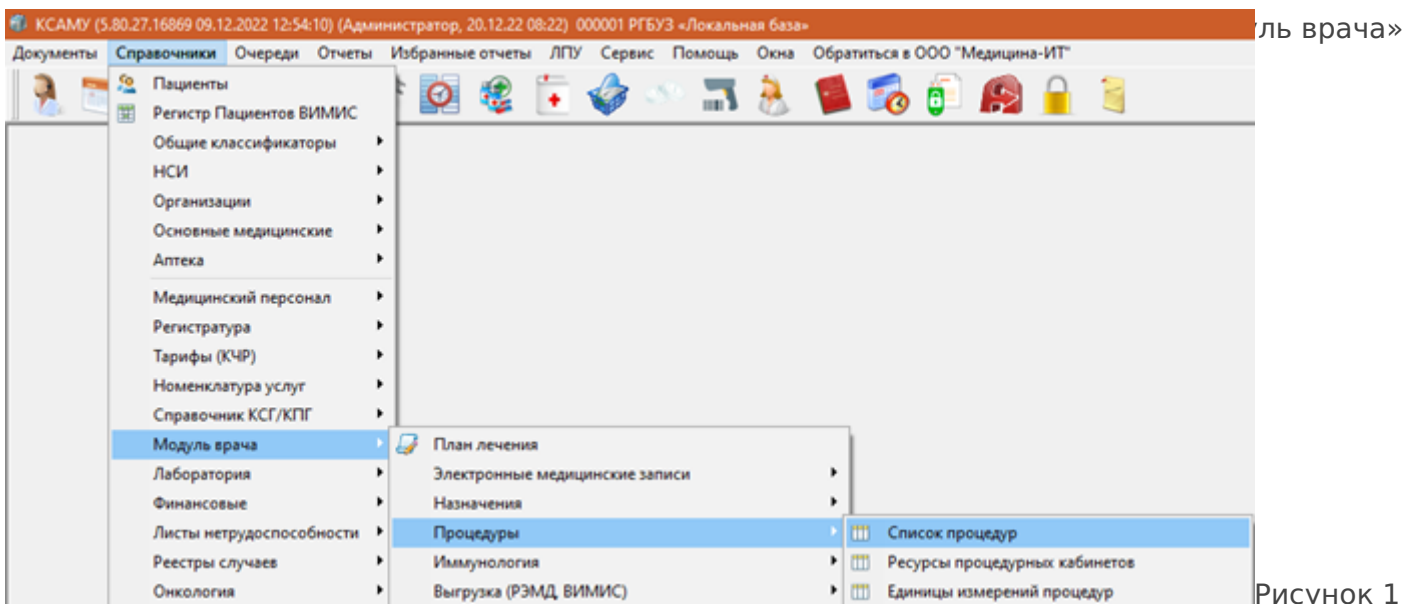 КСАМУ (5.80.27.16869 09.12.2022 12:54:10) (Администратор, 20.12.22 08:22) 000001 РГБУЗ «Локальная база»
ль врача»
Документы Справочники Очереди Отчеты Избранные отчеты ЛПУ Сервис Помощь Окна Обратиться в ООО "Медицина-ИТ"
Пациенты
Регистр Пациентов ВИМИС
Общие классификаторы
НСИ
Организации
Основные медицинские
Аптека
Медицинский персонал
Регистратура
Тарифы (КЧР)
Номенклатура услуг
Справочник КСГ/КПГ
Модуль врача
Лаборатория
Финансовые
Листы нетрудоспособности
Реестры случаев
Онкология
План лечения
Электронные медицинские записи
Назначения
Процедуры
Иммунология
Выгрузка (РЭМД, ВИМИС)
Список процедур
Ресурсы процедурных кабинетов
Единицы измерений процедур
Рисунок 1